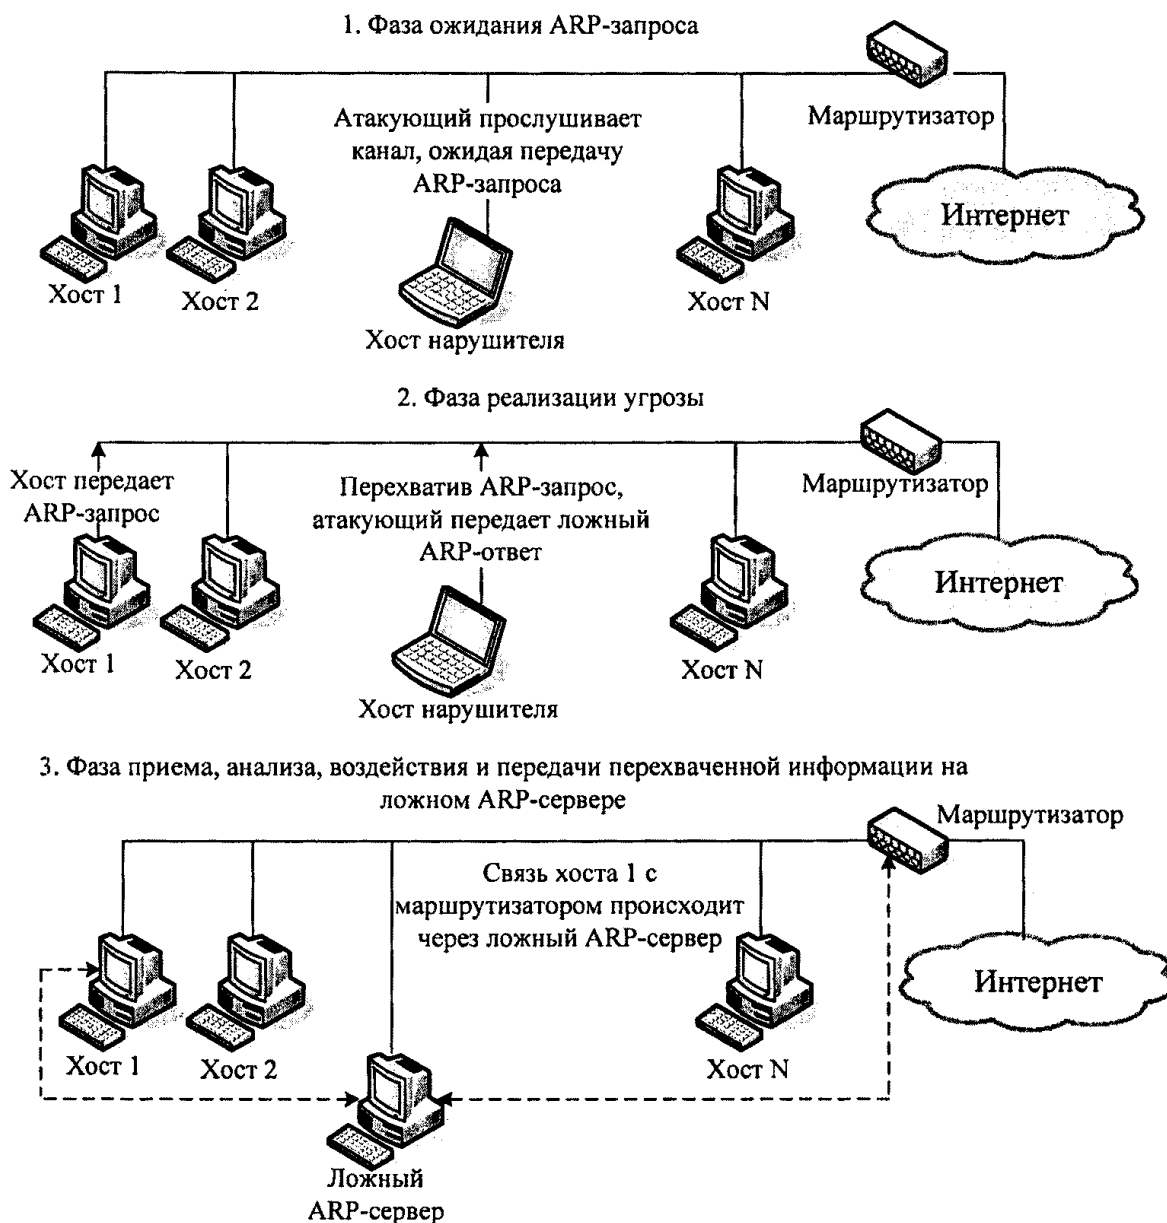 1. Фаза ожидания ARP-запроса
Маршрутизатор
Атакующий прослушивает
канал, ожидая передачу
ARP-запроса
Интернет
Хост 1
Хост 2
Хост N
Хост нарушителя
2. Фаза реализации угрозы
Хост передает
ARP-запрос
Перехватив ARP-запрос,
атакующий передает ложный
ARP-ответ
Маршрутизатор
Интернет
Хост 1
Хост 2
Хост N
Хост нарушителя
3. Фаза приема, анализа, воздействия и передачи перехваченной информации на
ложном ARP-сервере
Маршрутизатор
Связь хоста 1 с
маршрутизатором происходит
через ложный ARP-сервер
Интернет
Хост 1
Хост 2
Хост N
Ложный
ARP-сервер